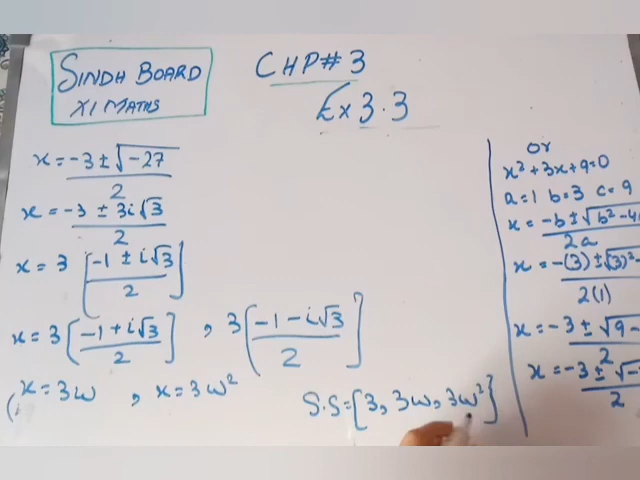 SINDH BOARD
XI MATHS
CHP#3
Ex 3.3
x = -3 ± √-27 / 2
x = -3 ± 3i√3 / 2
x = 3 [-1 ± i√3 / 2]
x = 3 [-1 + i√3 / 2] , 3 [-1 - i√3 / 2]
x = 3ω , x = 3ω²
S.S = {3, 3ω, 3ω²}
or
x² + 3x + 9 = 0
a = 1 b = 3 c = 9
x = -b ± √b² - 4 / 2a
x = -(3) ± √(3)² - / 2(1)
x = -3 ± √9 - / 2
x = -3 ± √- / 2